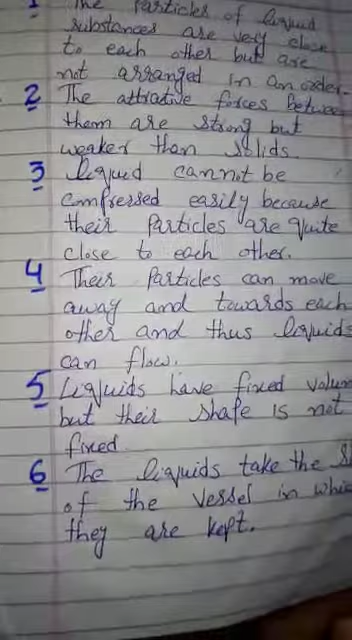 1 The Particles of liquid
substances are very close
to each other but are
not arranged in an order.
2 The attractive forces between
them are strong but
weaker than solids.
3 Liquid cannot be
compressed easily because
their Particles are quite
close to each other.
4 Their Particles can move
away and towards each
other and thus liquids
can flow.
5 Liquids have fixed volum
but their shape is not
fixed
6 The liquids take the S
of the vessel in whic
they are kept.